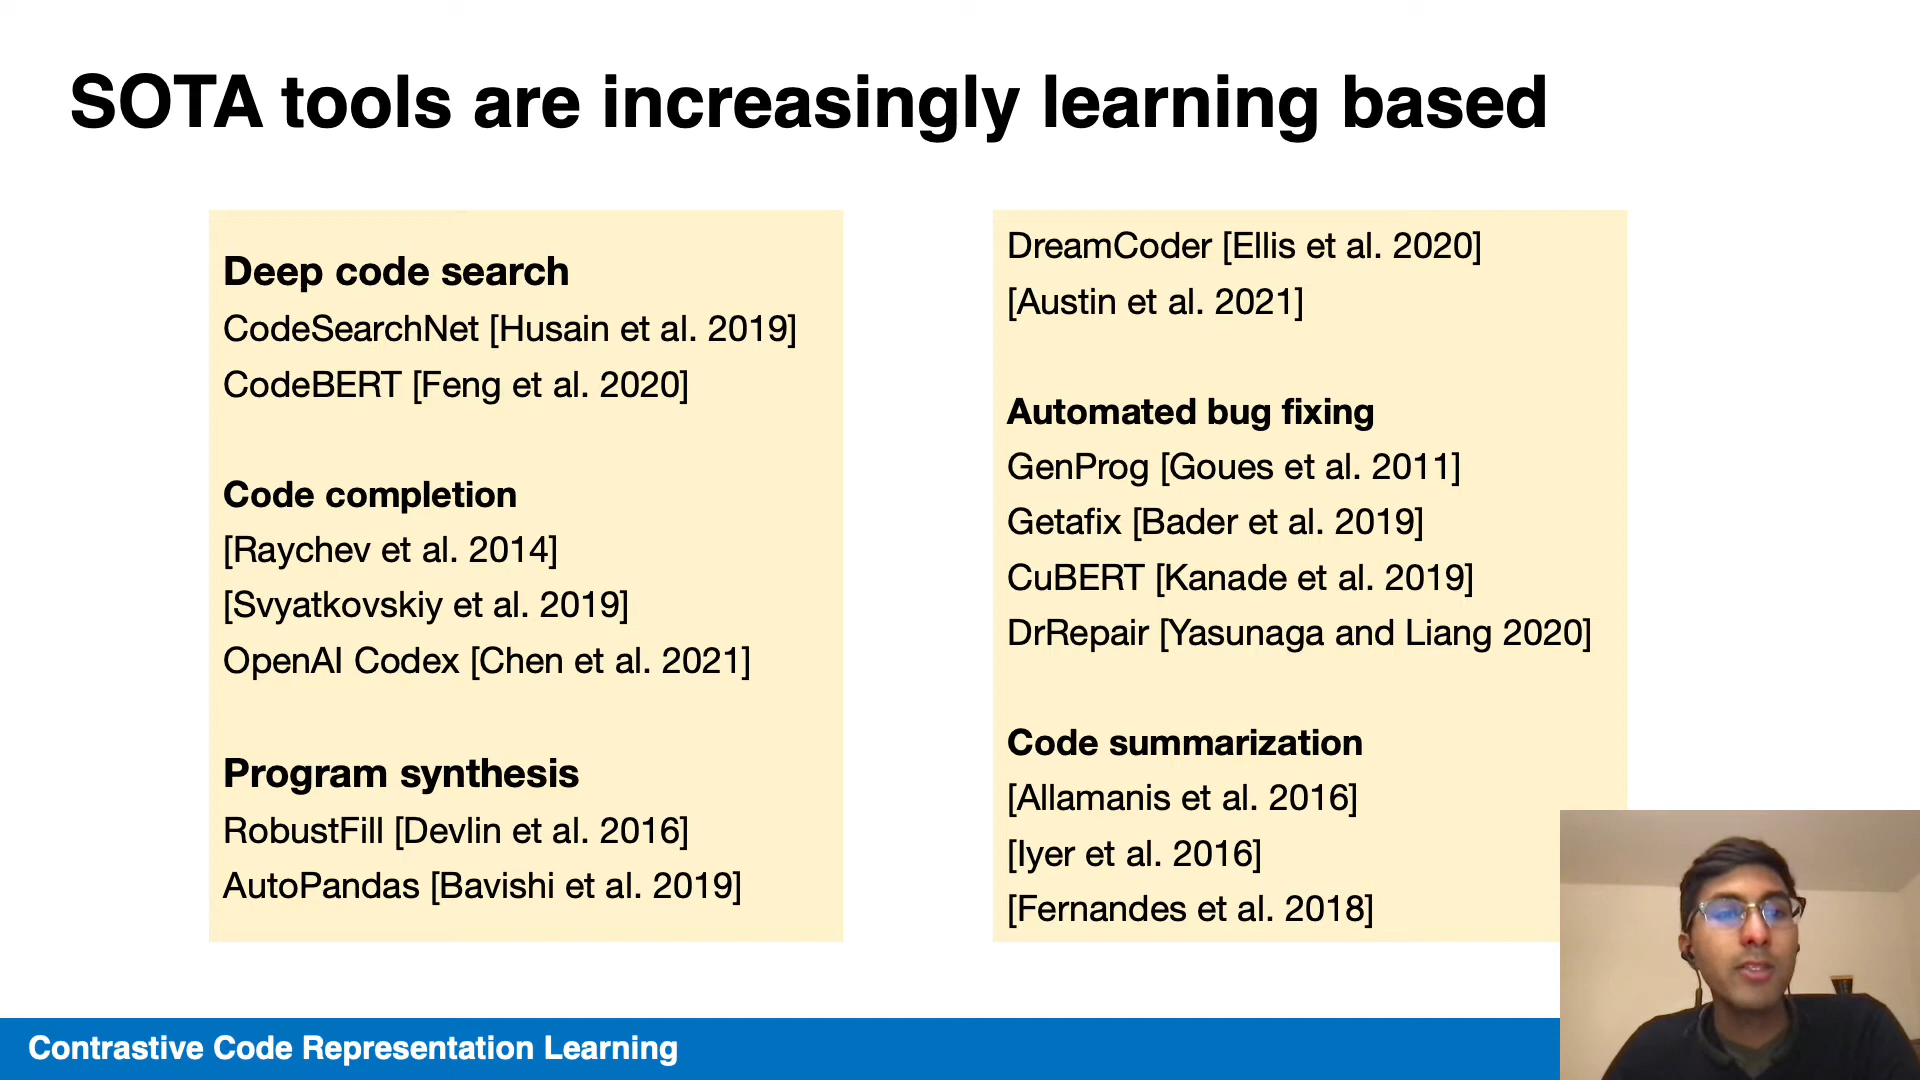 SOTA tools are increasingly learning based
Deep code search
CodeSearchNet [Husain et al. 2019]
CodeBERT [Feng et al. 2020]
Code completion
[Raychev et al. 2014]
[Svyatkovskiy et al. 2019]
OpenAI Codex [Chen et al. 2021]
Program synthesis
RobustFill [Devlin et al. 2016]
AutoPandas [Bavishi et al. 2019]
DreamCoder [Ellis et al. 2020]
[Austin et al. 2021]
Automated bug fixing
GenProg [Goues et al. 2011]
Getafix [Bader et al. 2019]
CuBERT [Kanade et al. 2019]
DrRepair [Yasunaga and Liang 2020]
Code summarization
[Allamanis et al. 2016]
[Iyer et al. 2016]
[Fernandes et al. 2018]
Contrastive Code Representation Learning